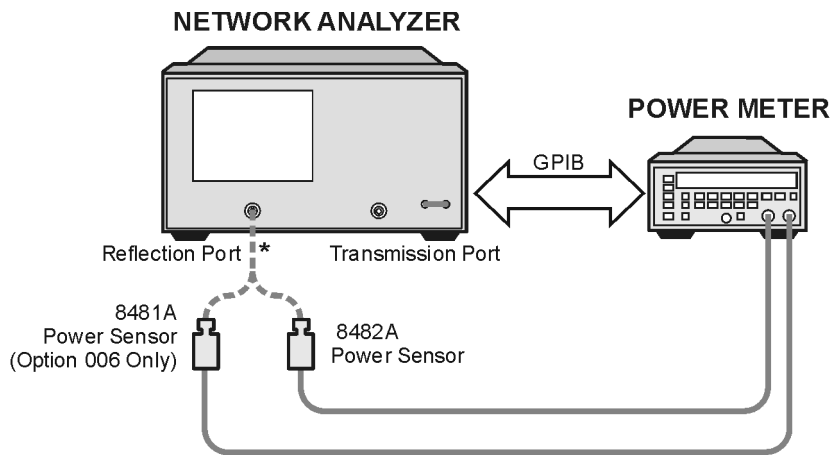 NETWORK ANALYZER
POWER METER
GPIB
Reflection Port *
Transmission Port
8481A
Power Sensor
(Option 006 Only)
8482A
Power Sensor